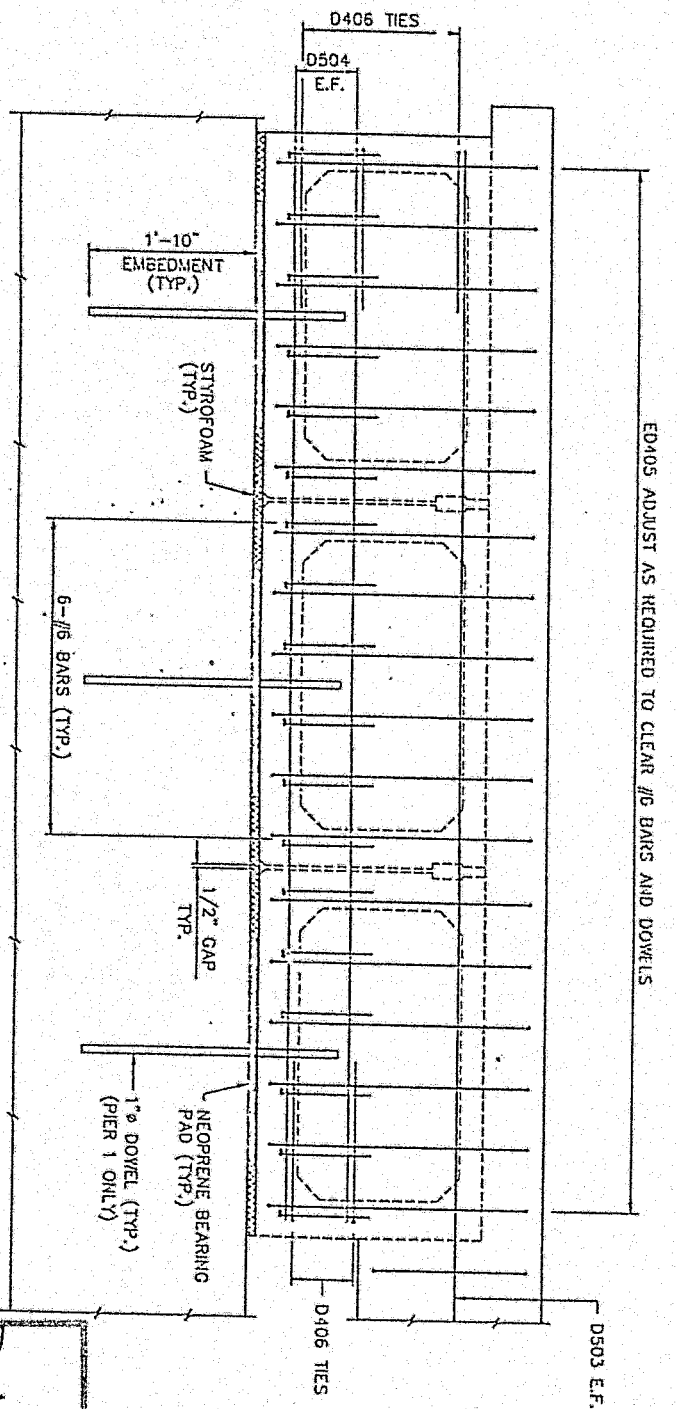 D406 TIES
D504
E.F.
1'-10"
EMBEDMENT
(TYP.)
STYROFOAM
(TYP.)
ED405 ADJUST AS REQUIRED TO CLEAR #6 BARS AND DOWELS
6-#6 BARS (TYP.)
1/2" GAP
TYP.
1"ø DOWEL (TYP.)
(PIER 1 ONLY)
NEOPRENE BEARING
PAD (TYP.)
D406 TIES
D503 E.F.